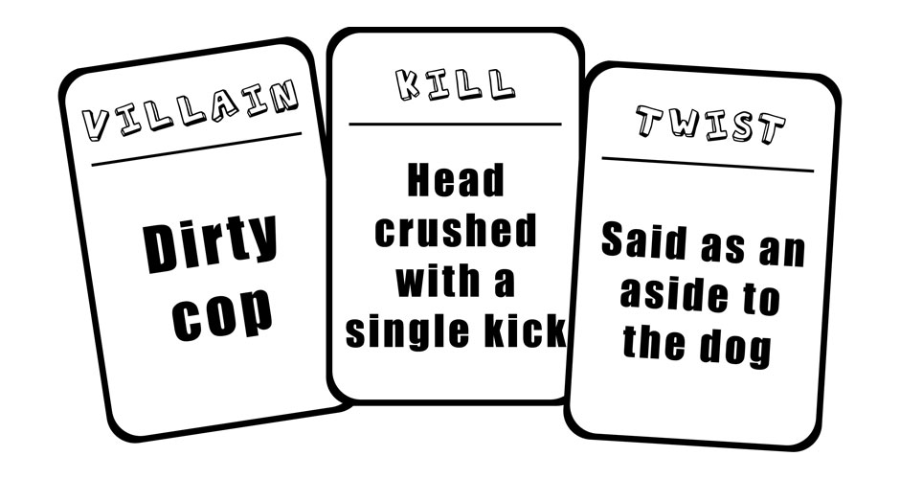 VILLAIN
Dirty
cop
KILL
Head
crushed
with a
single kick
TWIST
Said as an
aside to
the dog